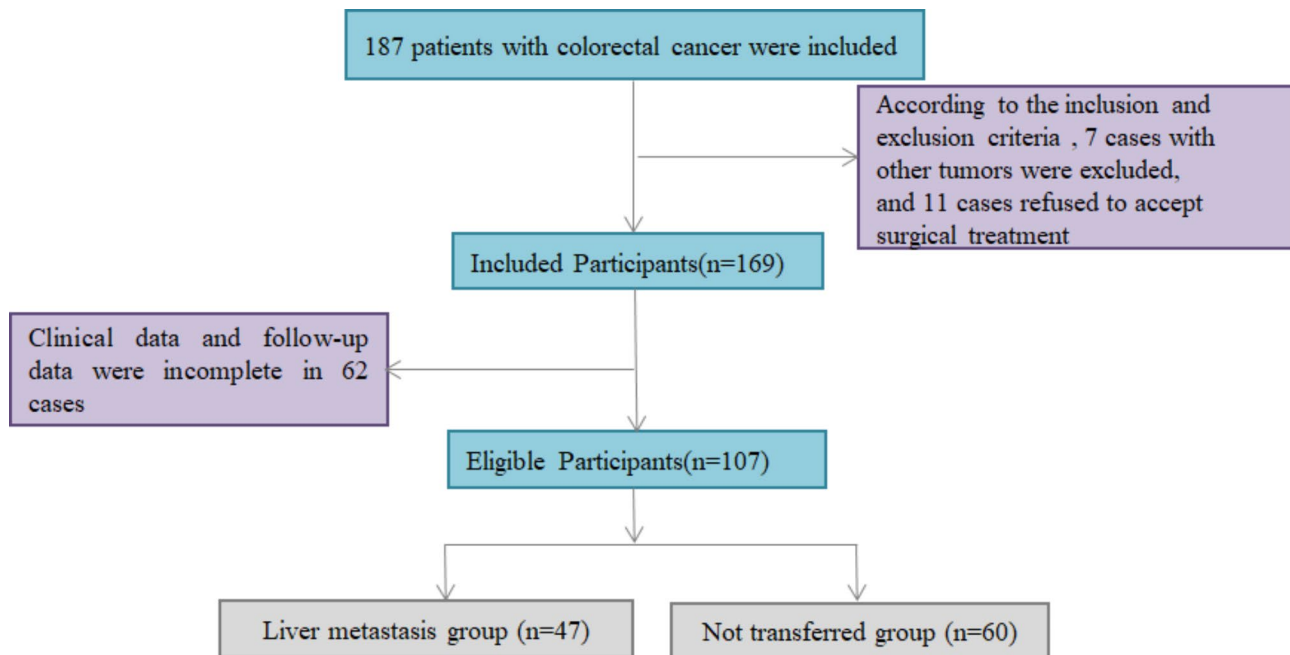 187 patients with colorectal cancer were included
According to the inclusion and
exclusion criteria , 7 cases with
other tumors were excluded,
and 11 cases refused to accept
surgical treatment
Included Participants(n=169)
Clinical data and follow-up
data were incomplete in 62
cases
Eligible Participants(n=107)
Liver metastasis group (n=47)
Not transferred group (n=60)